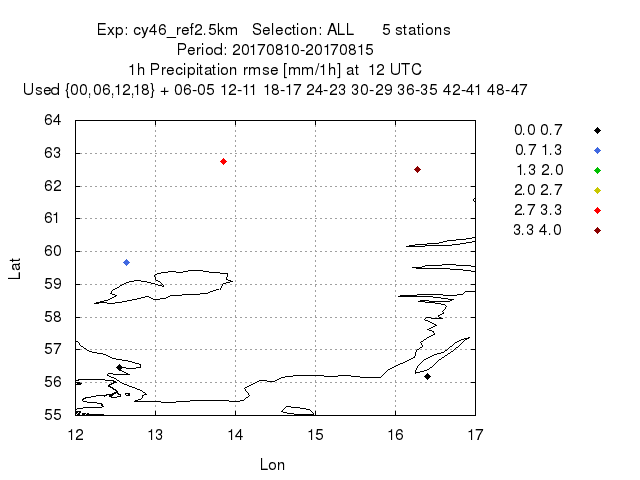 Exp: cy46_ref2.5km Selection: ALL 5 stations
Period: 20170810-20170815
1h Precipitation rmse [mm/1h] at 12 UTC
Used {00,06,12,18} + 06-05 12-11 18-17 24-23 30-29 36-35 42-41 48-47
64
63
62
61
60
59
58
57
56
55
Lat
12 13 14 15 16 17
Lon
0.0 0.7
0.7 1.3
1.3 2.0
2.0 2.7
2.7 3.3
3.3 4.0